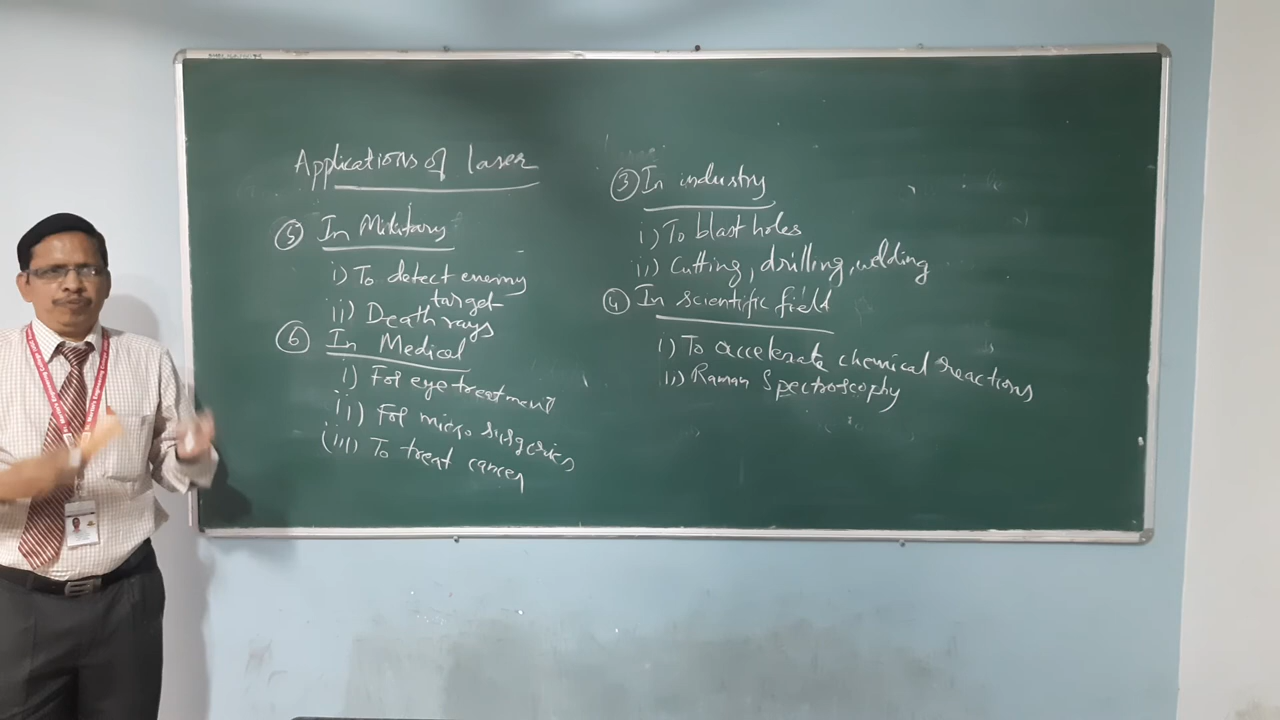 Applications of laser
⑤ In Military
i) To detect enemy
target
ii) Death rays
⑥ In Medical
i) For eye treatment
ii) For micro surgeries
(iii) To treat cancer
③ In industry
i) To blast holes
ii) Cutting, drilling, welding
④ In scientific field
i) To accelerate chemical reactions
ii) Raman Spectroscopy